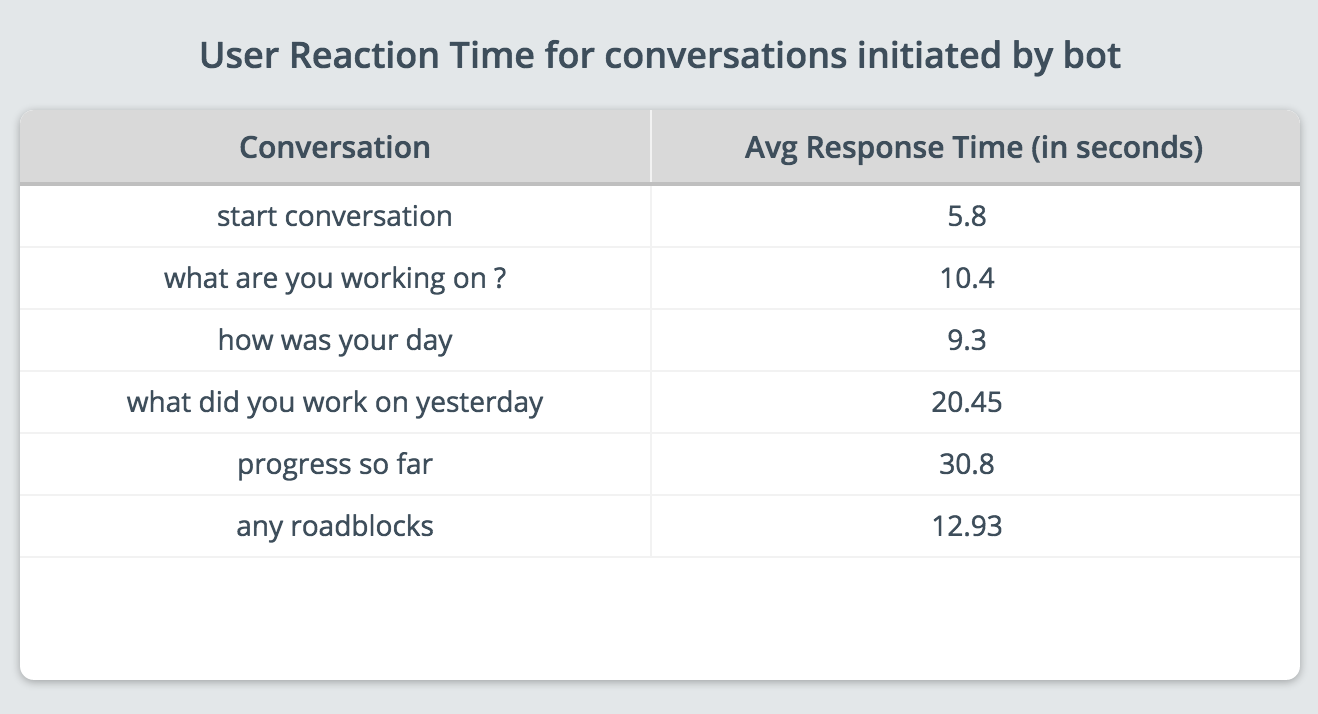 User Reaction Time for conversations initiated by bot
Conversation Avg Response Time (in seconds)
start conversation 5.8
what are you working on ? 10.4
how was your day 9.3
what did you work on yesterday 20.45
progress so far 30.8
any roadblocks 12.93